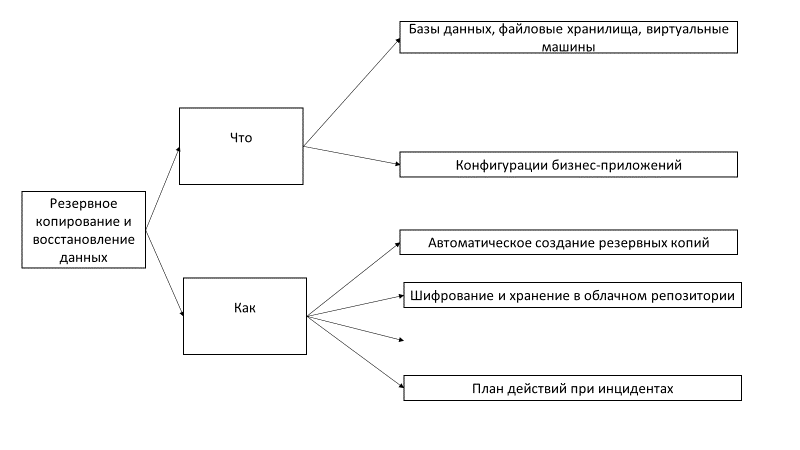 Базы данных, файловые хранилища, виртуальные
машины
Что
Конфигурации бизнес-приложений
Резервное
копирование и
восстановление
данных
Автоматическое создание резервных копий
Шифрование и хранение в облачном репозитории
Как
План действий при инцидентах